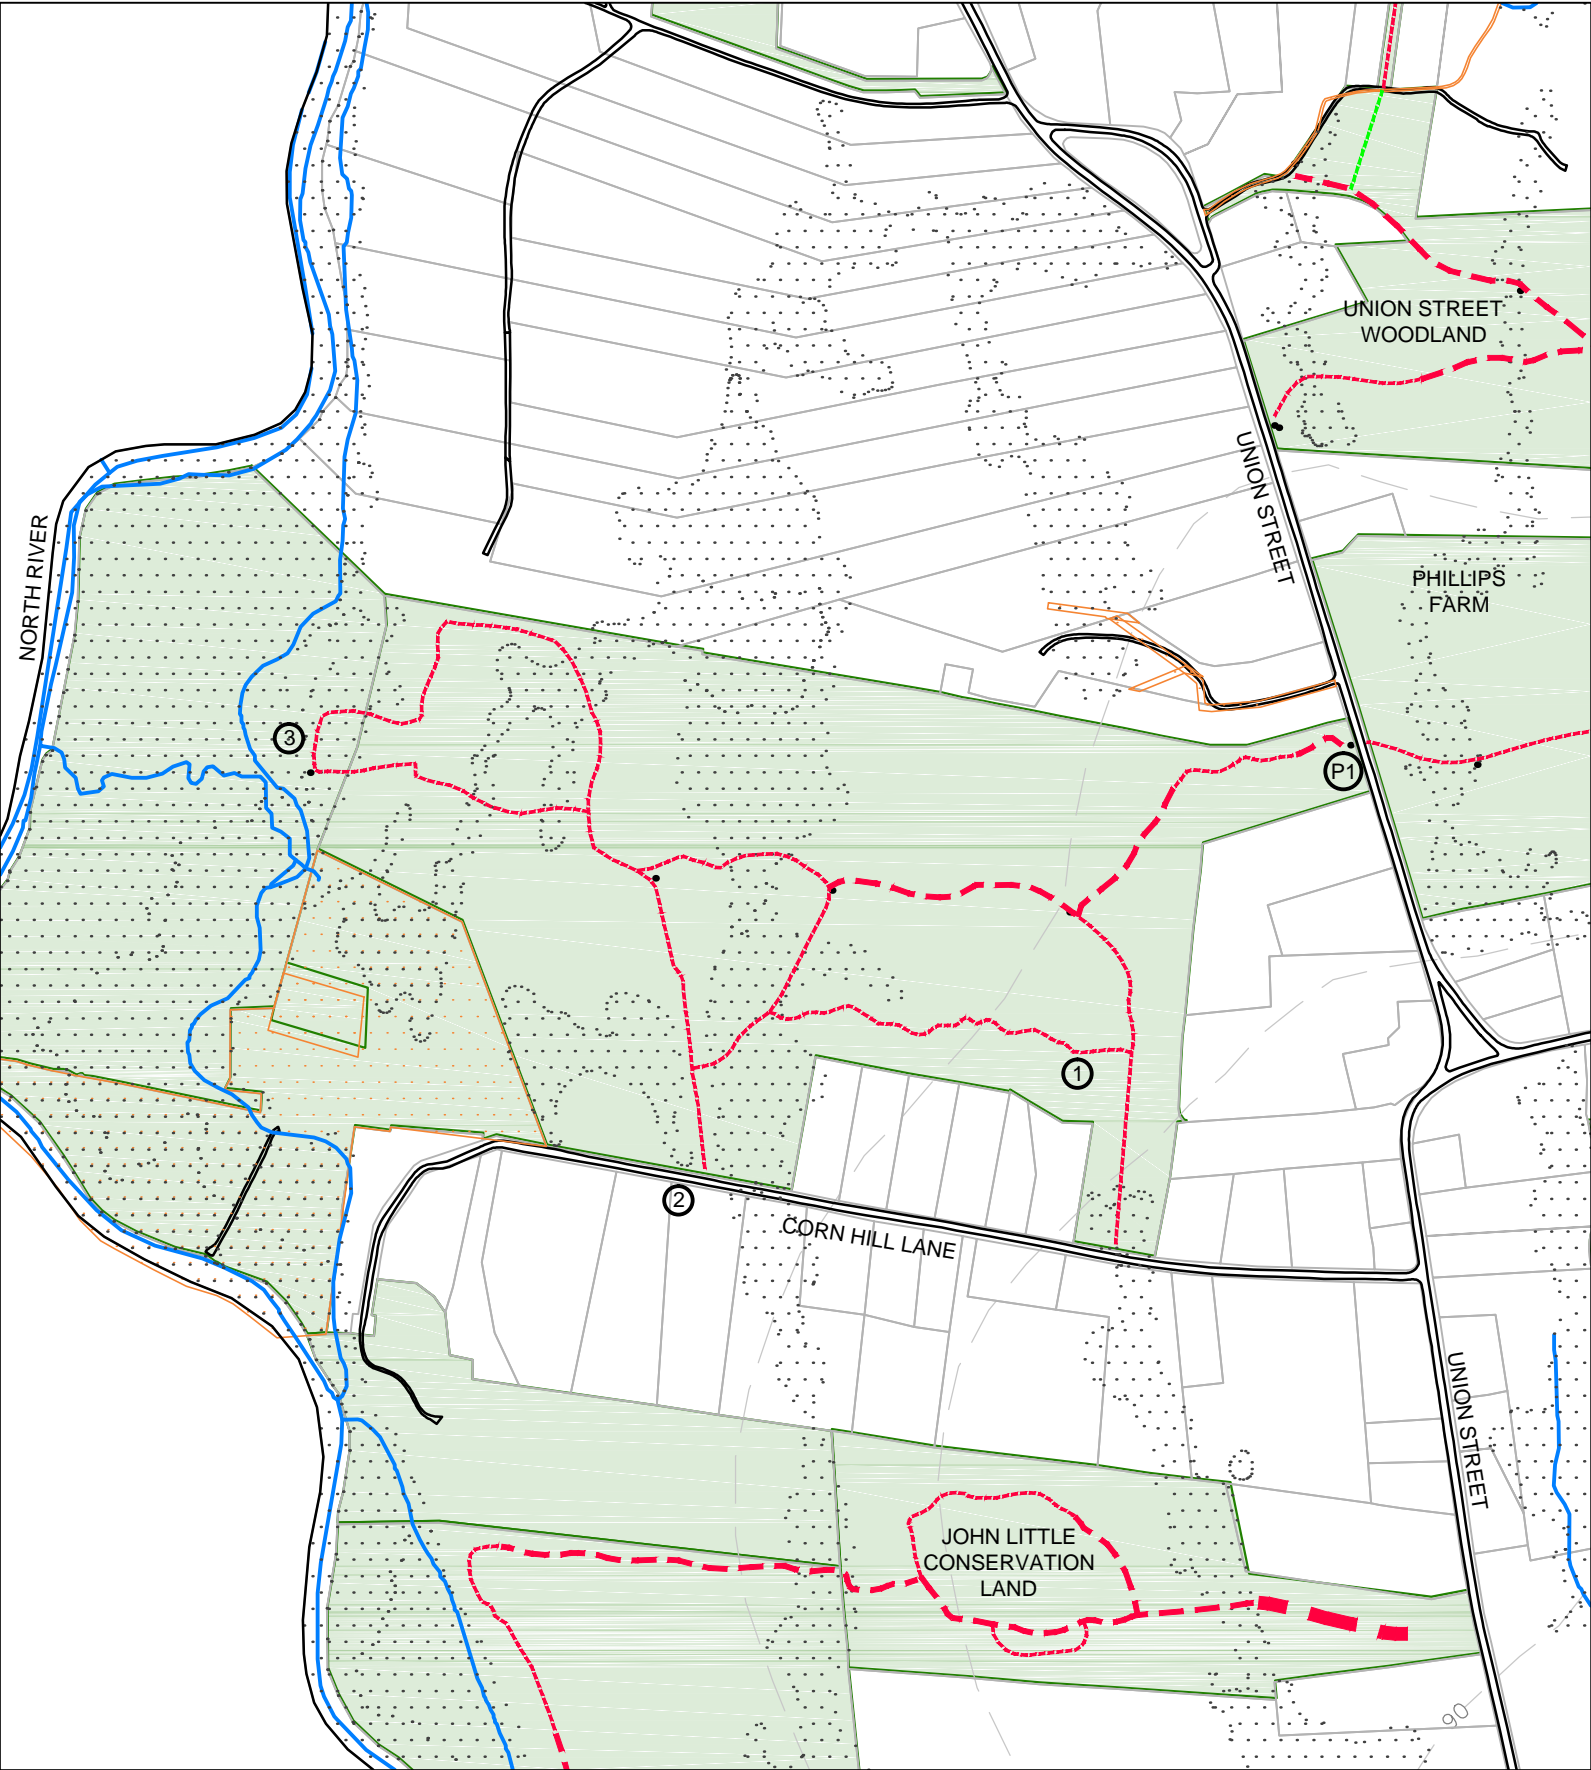 UNION STREET
WOODLAND
UNION STREET
NORTH RIVER
PHILLIPS
FARM
3
P1
1
2
CORN HILL LANE
UNION STREET
JOHN LITTLE
CONSERVATION
LAND
90